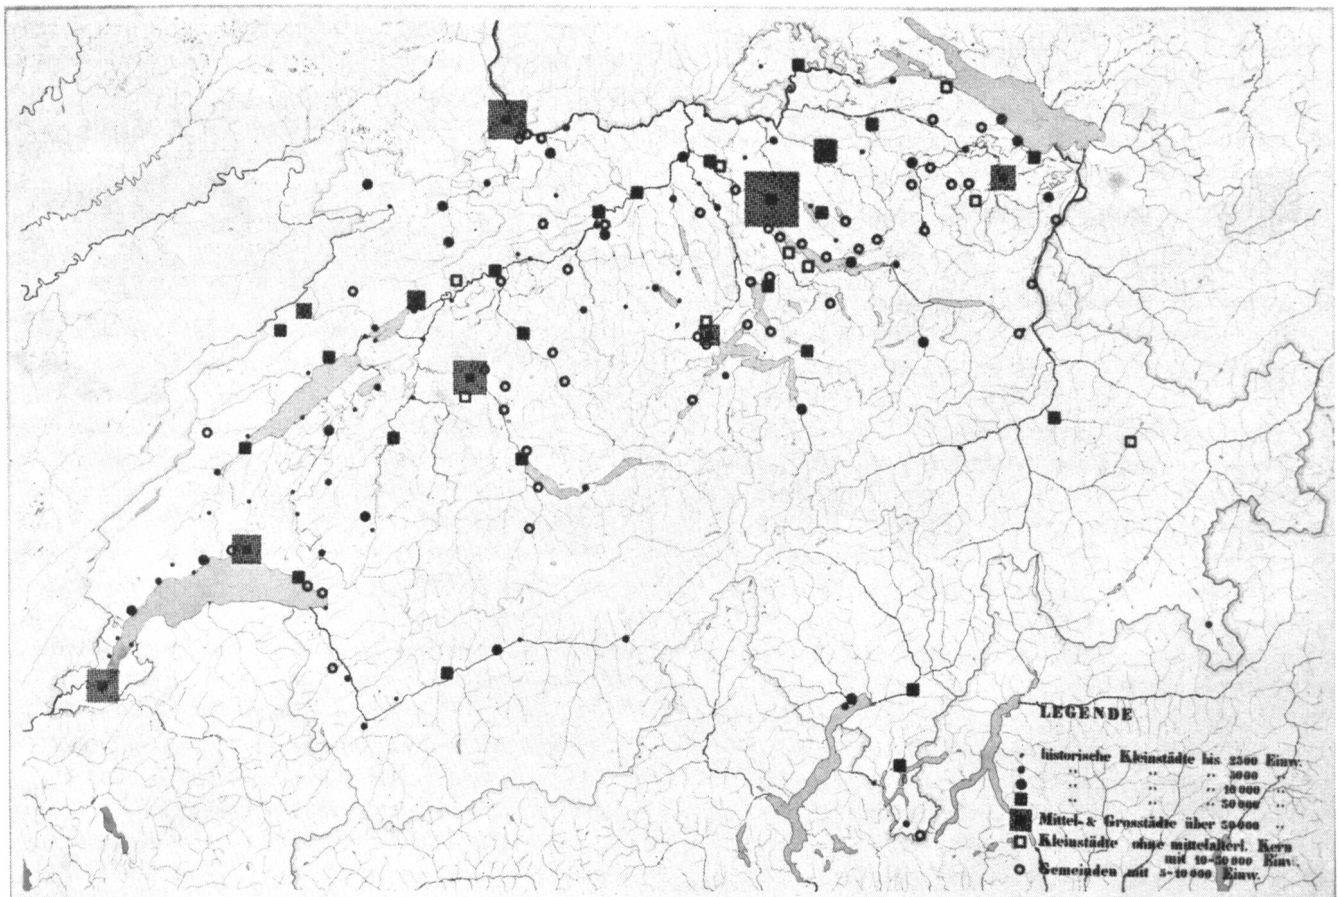 LEGENDE
historische Kleinstädte bis 2500 Einw.
„ „ „ 5000 „
„ „ „ 10000 „
„ „ „ 50000 „
Mittel- & Grosstädte über 50000 „
Kleinstädte ohne mittelalterl. Kern
mit 10-50000 Einw.
Gemeinden mit 5-10000 Einw.